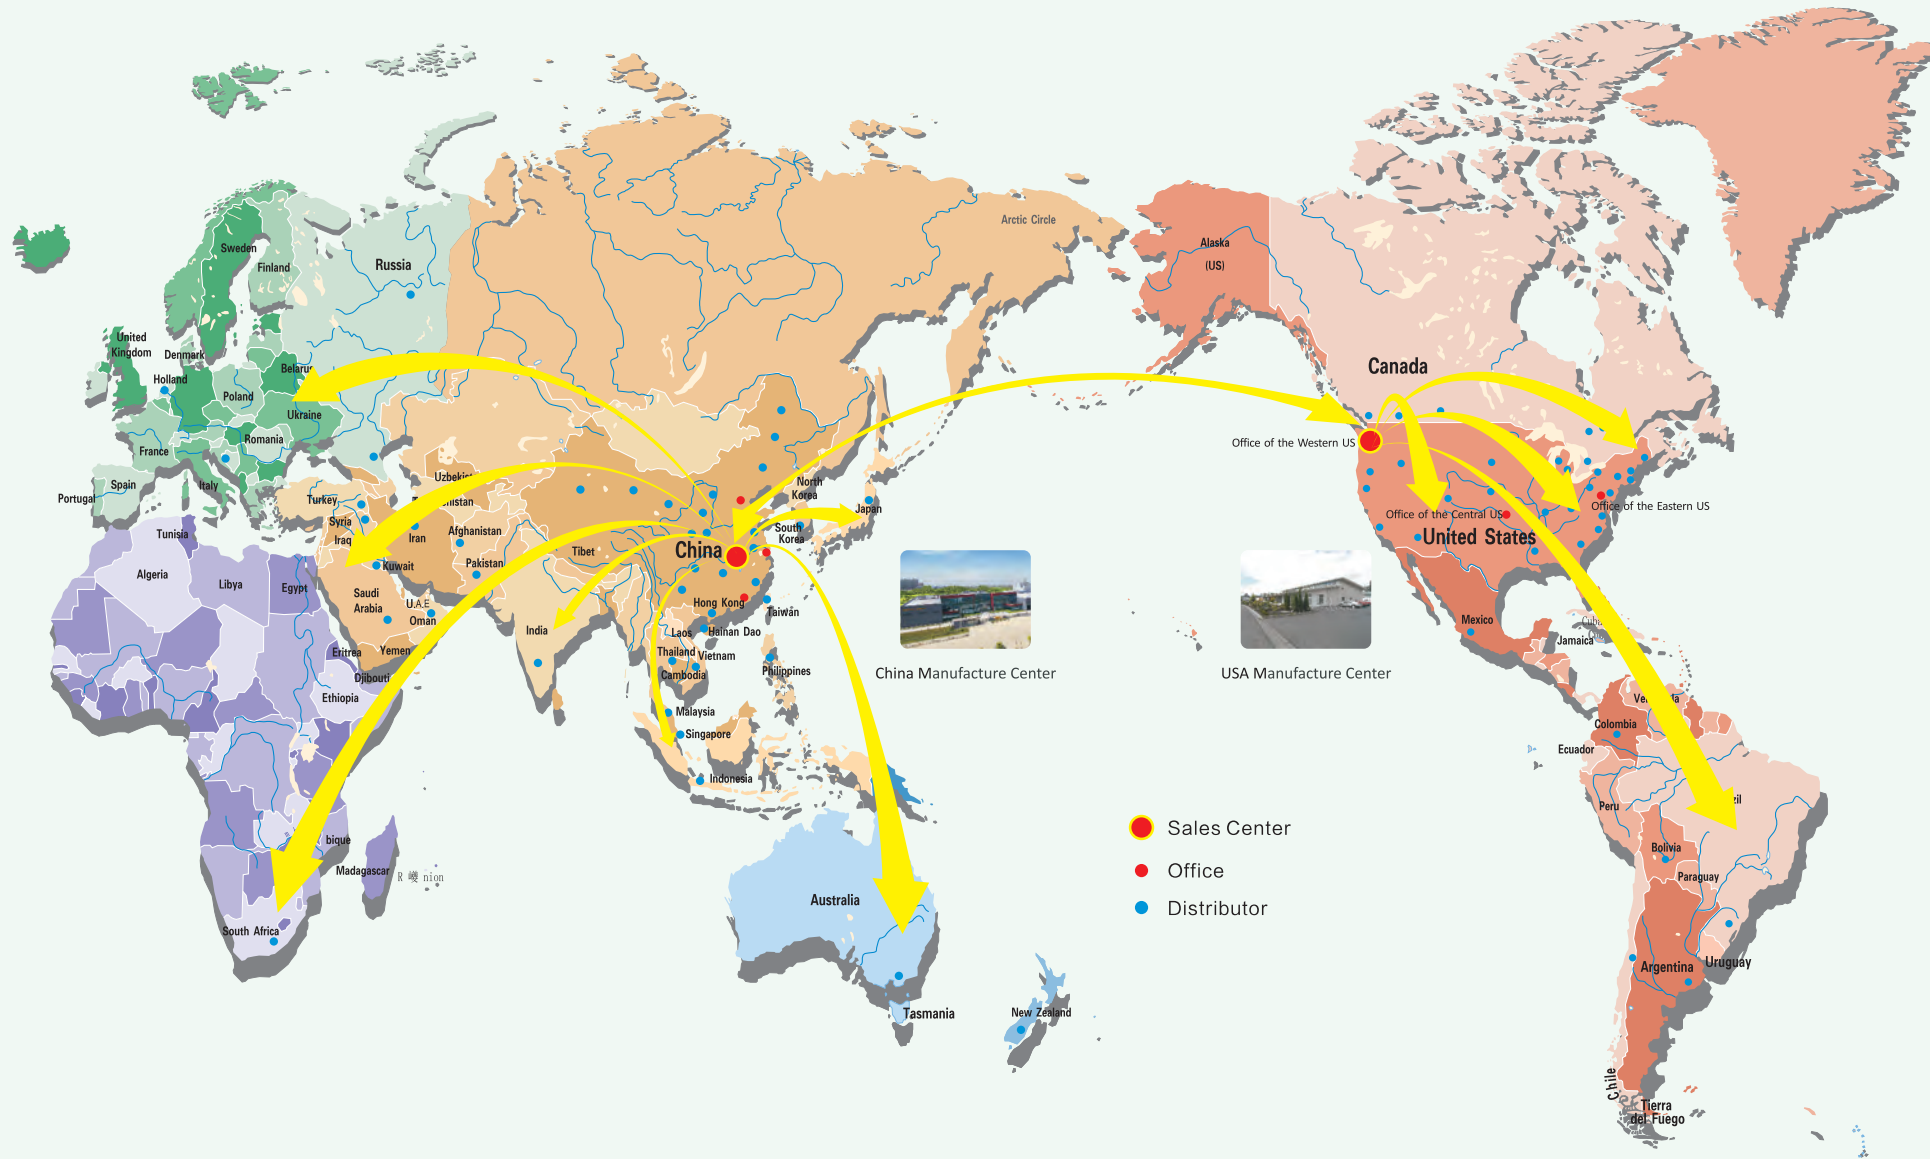 Arctic Circle
Alaska
(US)
Sweden
Finland
Russia
United
Kingdom
Denmark
Holland
Belarus
Poland
Ukraine
Romania
France
Spain
Portugal
Italy
Turkey
Syria
Iraq
Iran
Kuwait
Afghanistan
Pakistan
Saudi
Arabia
U.A.E
Oman
Yemen
Tunisia
Algeria
Libya
Egypt
Eritrea
Djibouti
Ethiopia
bique
Madagascar
nion
South Africa
Tibet
China
India
North
Korea
South
Korea
Japan
Hong Kong
Taiwan
Laos
Hainan Dao
Thailand
Vietnam
Cambodia
Philippines
Malaysia
Singapore
Indonesia
Australia
Tasmania
New Zealand
China Manufacture Center
USA Manufacture Center
Sales Center
Office
Distributor
Canada
Office of the Western US
Office of the Central US
Office of the Eastern US
United States
Mexico
Jamaica
Colombia
Ecuador
Peru
Bolivia
Paraguay
Argentina
Uruguay
Chile
Tierra
del Fuego